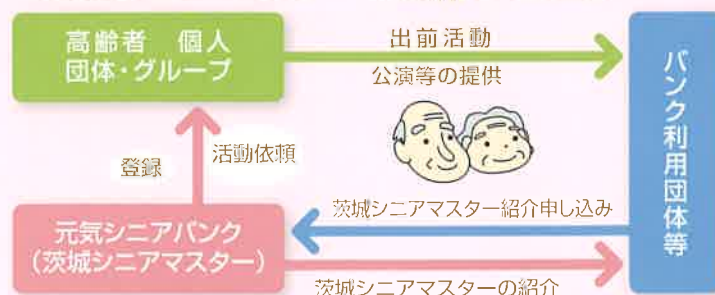 高齢者 個人
団体・グループ
出前活動
公演等の提供
バンク利用団体等
登録
活動依頼
茨城シニアマスター紹介申し込み
元気シニアバンク
(茨城シニアマスター)
茨城シニアマスターの紹介